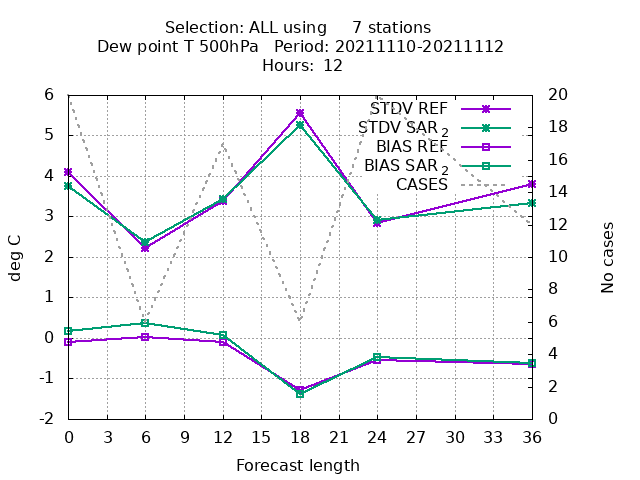 Selection: ALL using 7 stations
Dew point T 500hPa Period: 20211110-20211112
Hours: 12
STDV REF
STDV SAR 2
BIAS REF
BIAS SAR 2
CASES
deg C
6
5
4
3
2
1
0
-1
-2
20
18
16
14
12
10
8
6
4
2
0
No cases
0 3 6 9 12 15 18 21 24 27 30 33 36
Forecast length